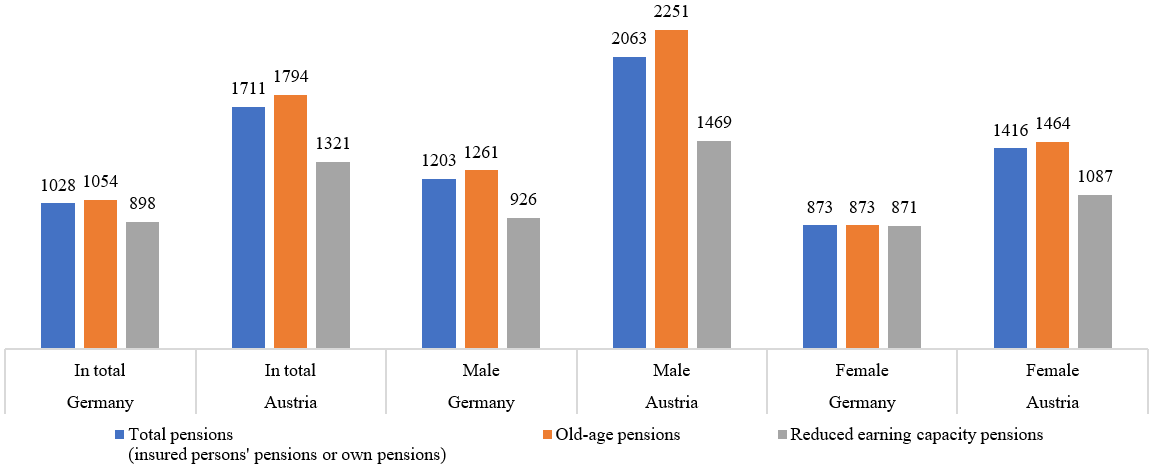 2251
2063
1794
1711
1469
1416
1464
1321
1203
1261
1087
1028
1054
898
926
873
873
871
In total
In total
Male
Male
Female
Female
Germany
Austria
Germany
Austria
Germany
Austria
Total pensions
(insured persons' pensions or own pensions)
Old-age pensions
Reduced earning capacity pensions